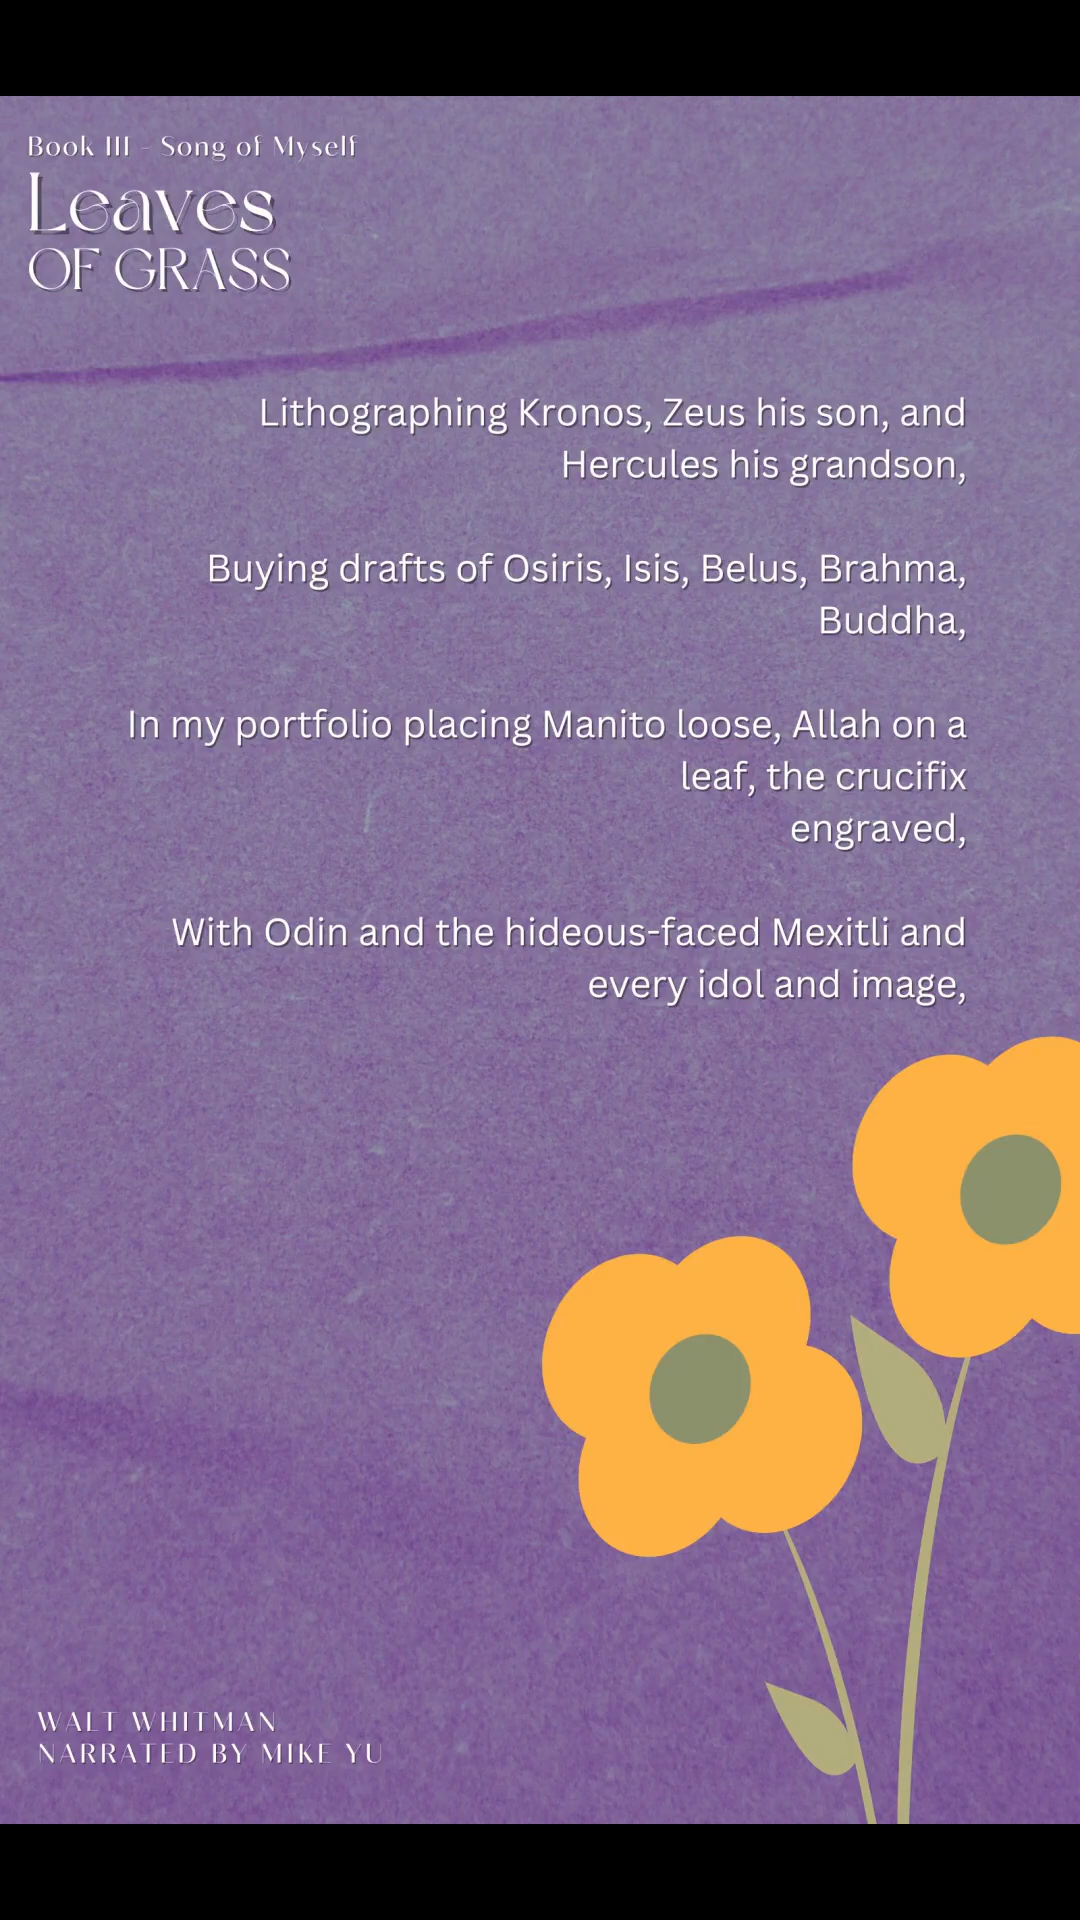 Book III - Song of Myself
Leaves
OF GRASS
Lithographing Kronos, Zeus his son, and
Hercules his grandson,
Buying drafts of Osiris, Isis, Belus, Brahma,
Buddha,
In my portfolio placing Manito loose, Allah on a
leaf, the crucifix
engraved,
With Odin and the hideous-faced Mexitli and
every idol and image,
WALT WHITMAN
NARRATED BY MIKE YU